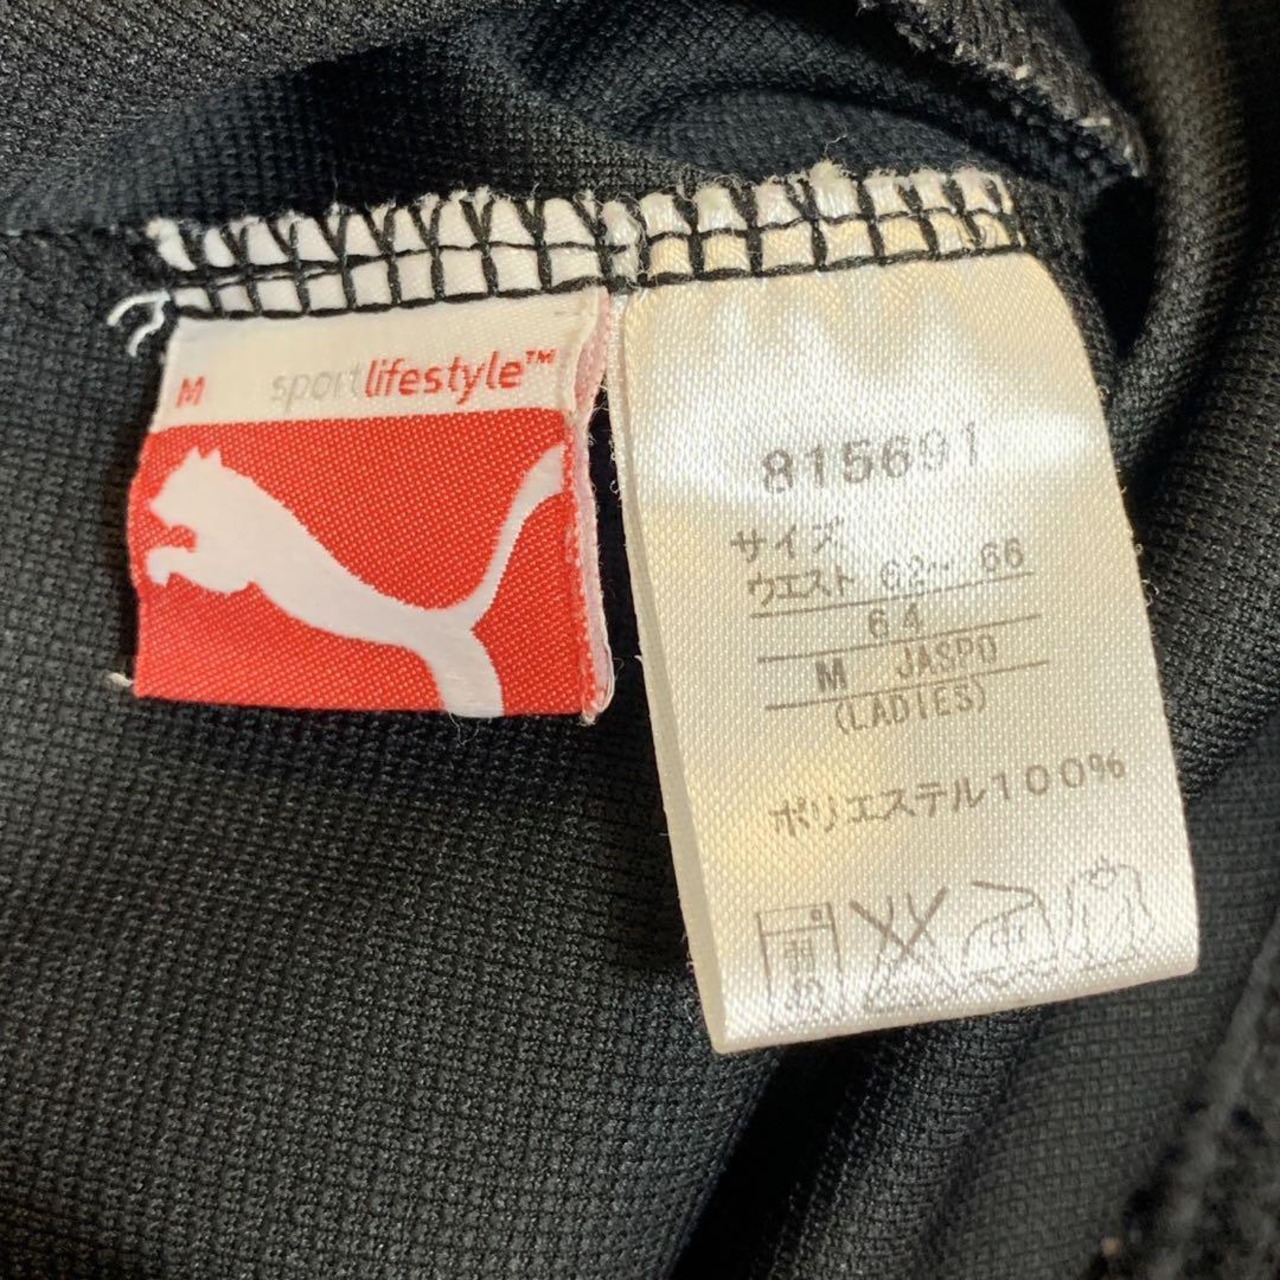 M sportlifestyle™
815691
サイズ
ウエスト 62～ 66
64
M JASPO
(LADIES)
ポリエステル100%